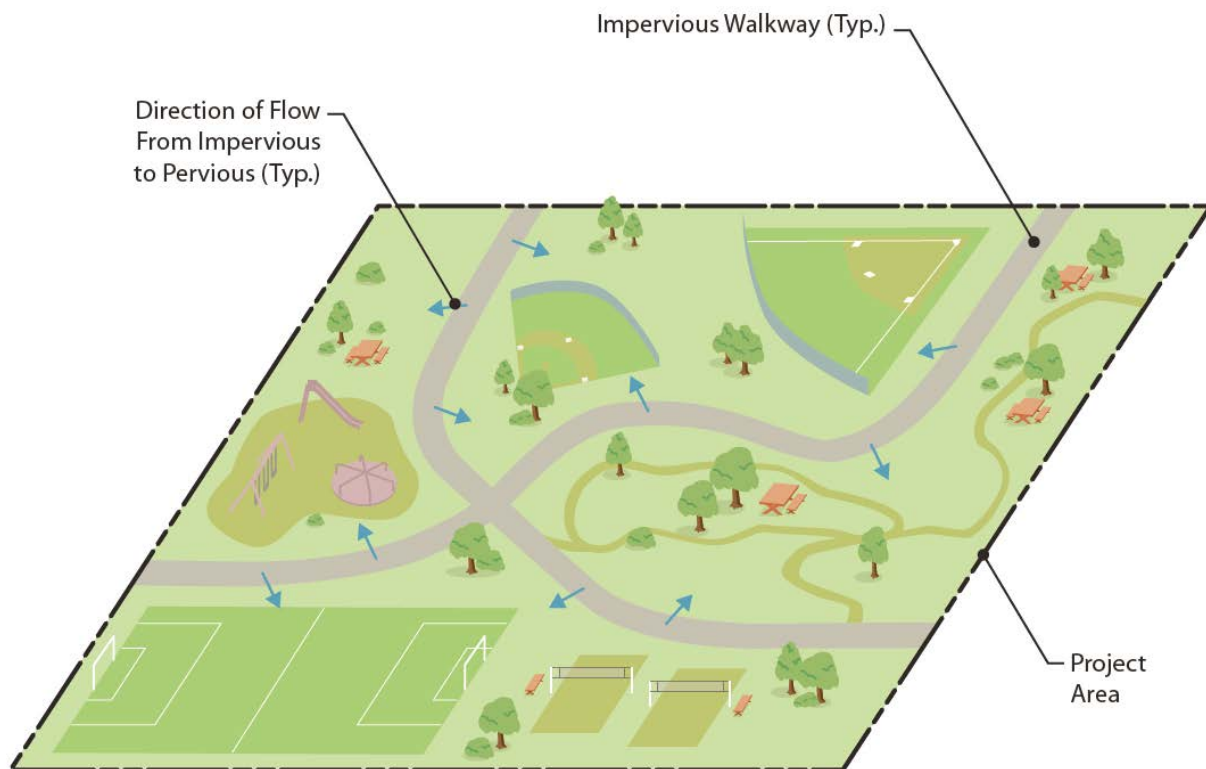 Impervious Walkway (Typ.)
Direction of Flow
From Impervious
to Pervious (Typ.)
Project
Area